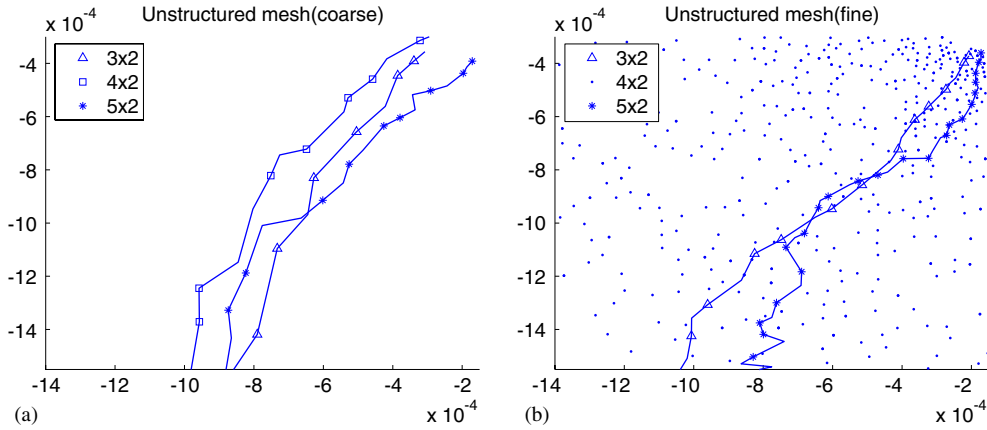 Unstructured mesh(coarse)
x 10⁻⁴
3x2
4x2
5x2
-4
-6
-8
-10
-12
-14
-14 -12 -10 -8 -6 -4 -2
x 10⁻⁴
(a)
Unstructured mesh(fine)
x 10⁻⁴
3x2
4x2
5x2
-4
-6
-8
-10
-12
-14
-14 -12 -10 -8 -6 -4 -2
x 10⁻⁴
(b)